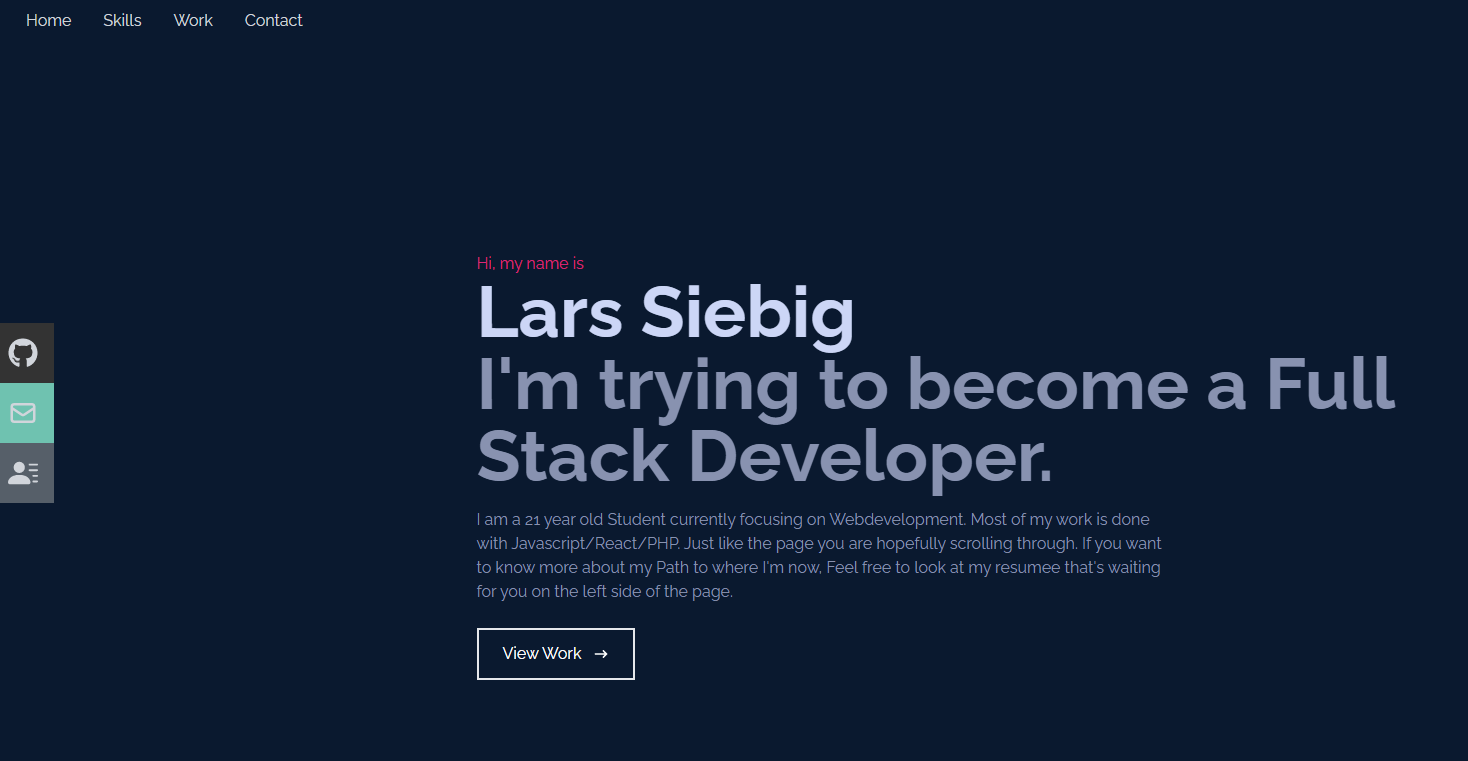 Home Skills Work Contact
Hi, my name is
Lars Siebig
I'm trying to become a Full
Stack Developer.
I am a 21 year old Student currently focusing on Webdevelopment. Most of my work is done
with Javascript/React/PHP. Just like the page you are hopefully scrolling through. If you want
to know more about my Path to where I'm now, Feel free to look at my resumee that's waiting
for you on the left side of the page.
View Work →